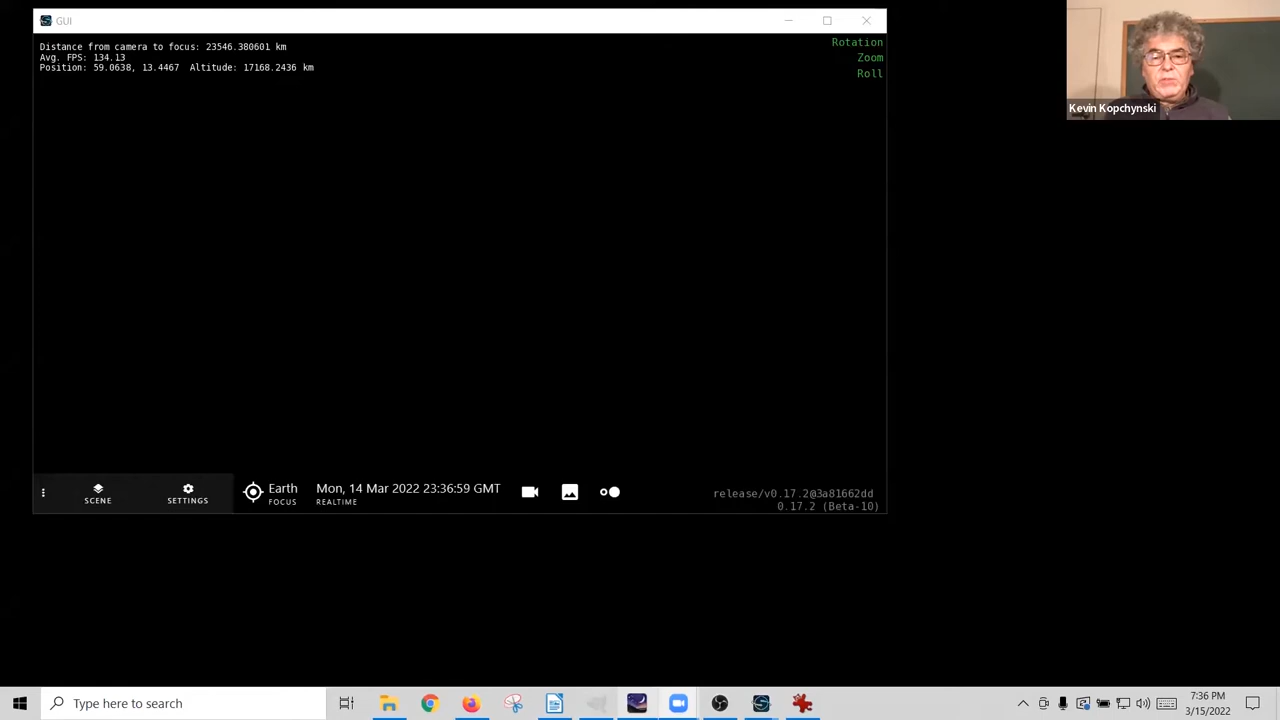 GUI
Distance from camera to focus: 23546.380601 km
Avg. FPS: 134.13
Position: 59.0638, 13.4467 Altitude: 17168.2436 km
Rotation
Zoom
Roll
Kevin Kopchynski
SCENE
SETTINGS
Earth
FOCUS
Mon, 14 Mar 2022 23:36:59 GMT
REALTIME
release/v0.17.2@3a81662dd
0.17.2 (Beta-10)
Type here to search
7:36 PM
3/15/2022